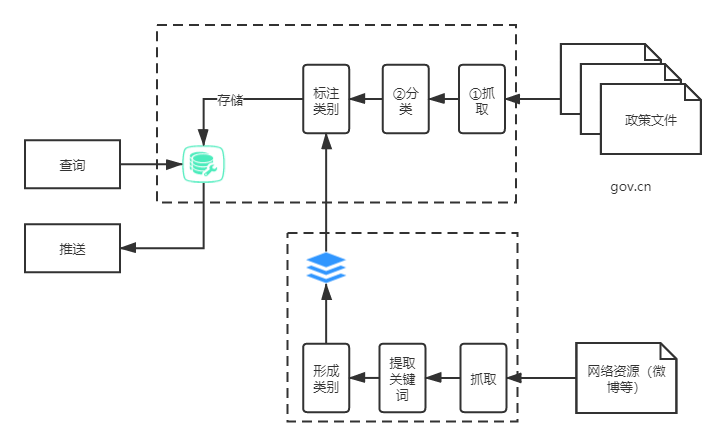 标注
类别
②分
类
①抓
取
政策文件
存储
查询
gov.cn
推送
形成
类别
提取
关键
词
抓取
网络资源（微
博等）